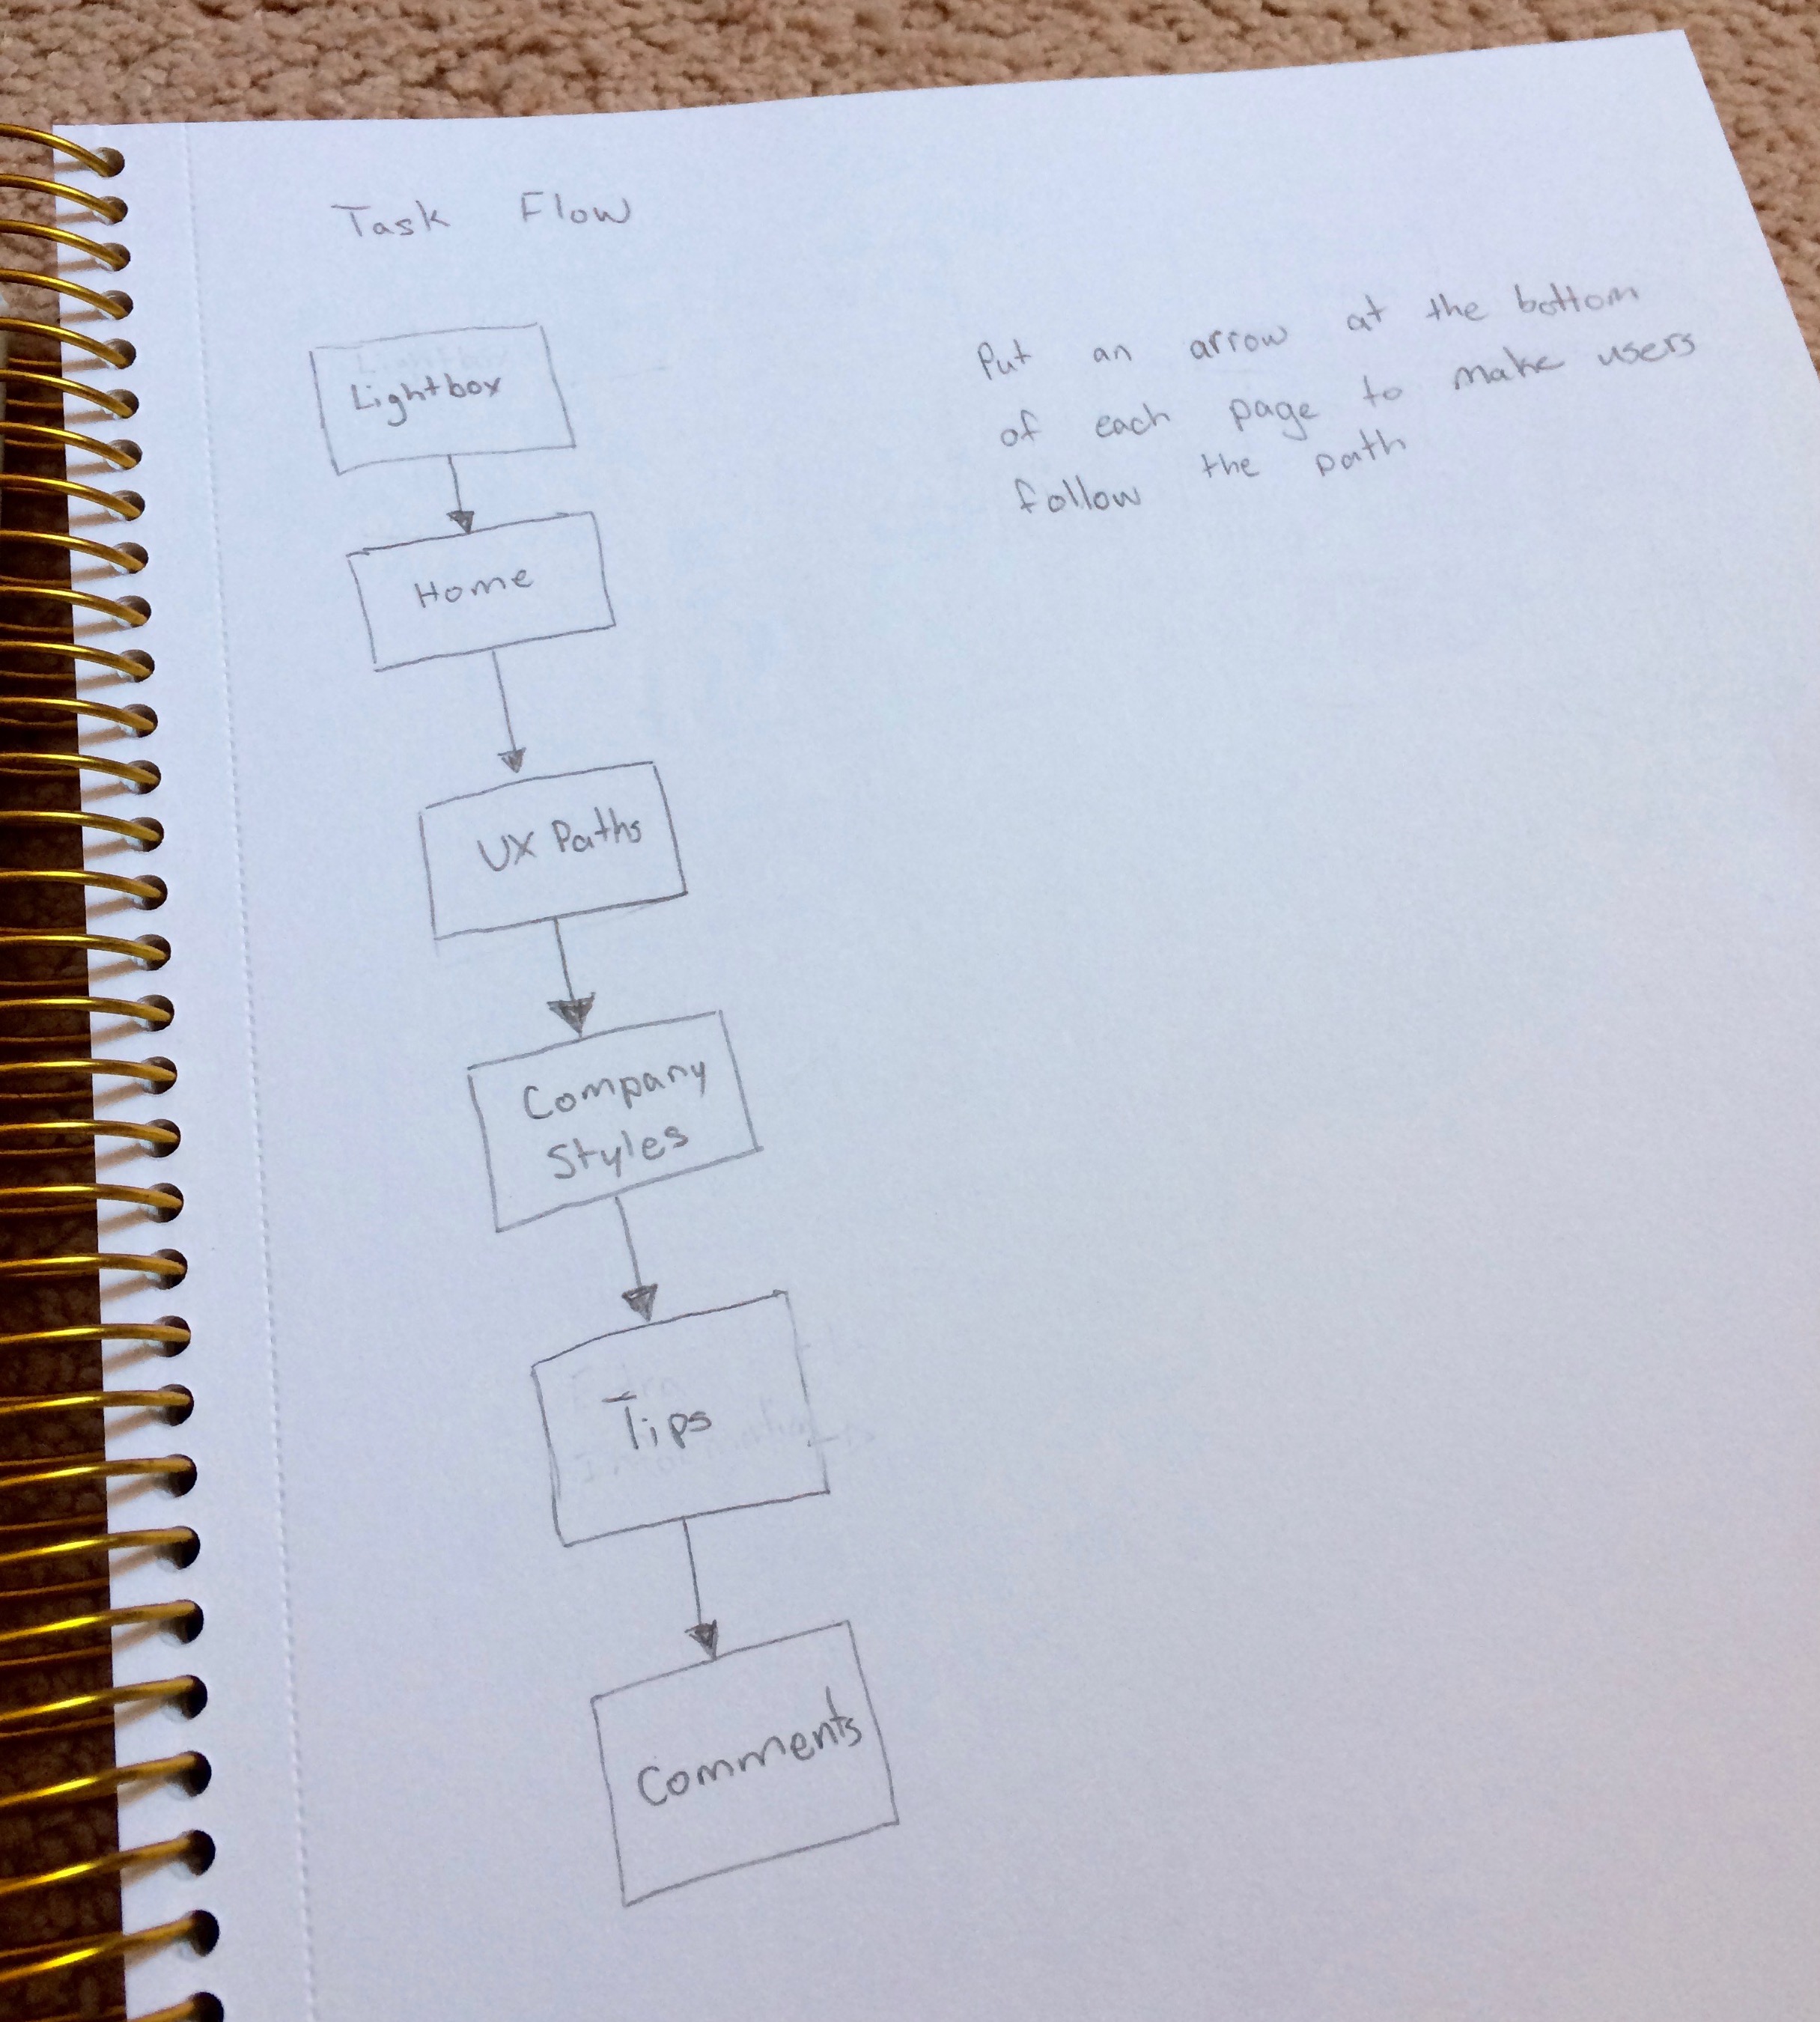 Task Flow
Put an arrow at the bottom
of each page to make users
follow the path
Lightbox
Home
UX Paths
Company
Styles
Tips
Comments